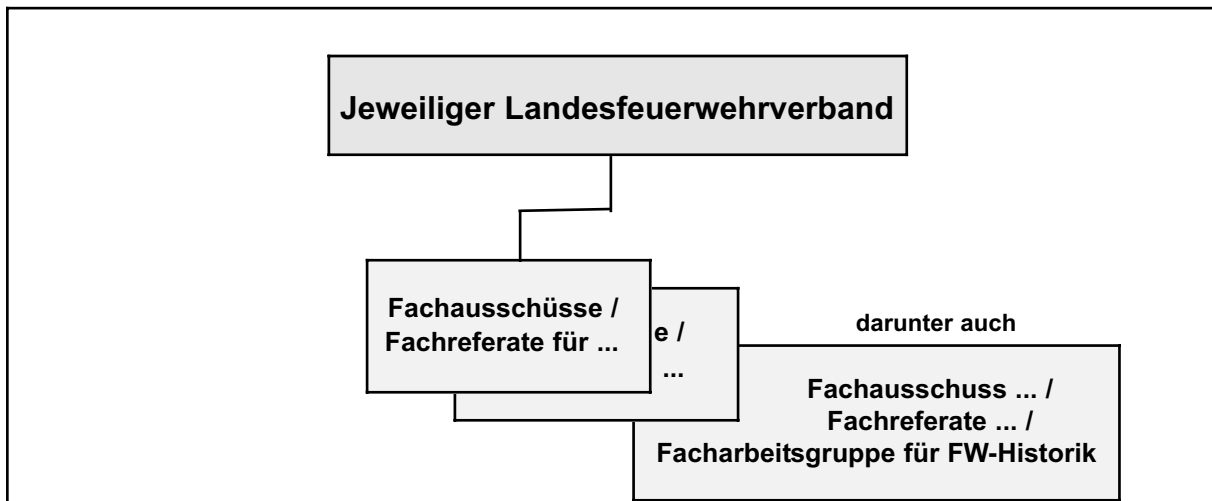 Jeweiliger Landesfeuerwehrverband
Fachausschüsse /
Fachreferate für ...
e /
...
darunter auch
Fachausschuss ... /
Fachreferate ... /
Facharbeitsgruppe für FW-Historik